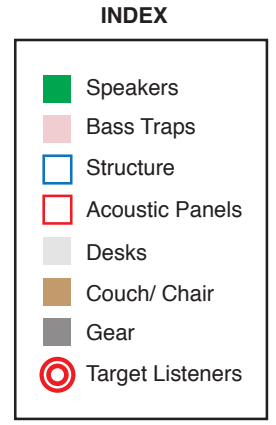 INDEX
Speakers
Bass Traps
Structure
Acoustic Panels
Desks
Couch/ Chair
Gear
Target Listeners